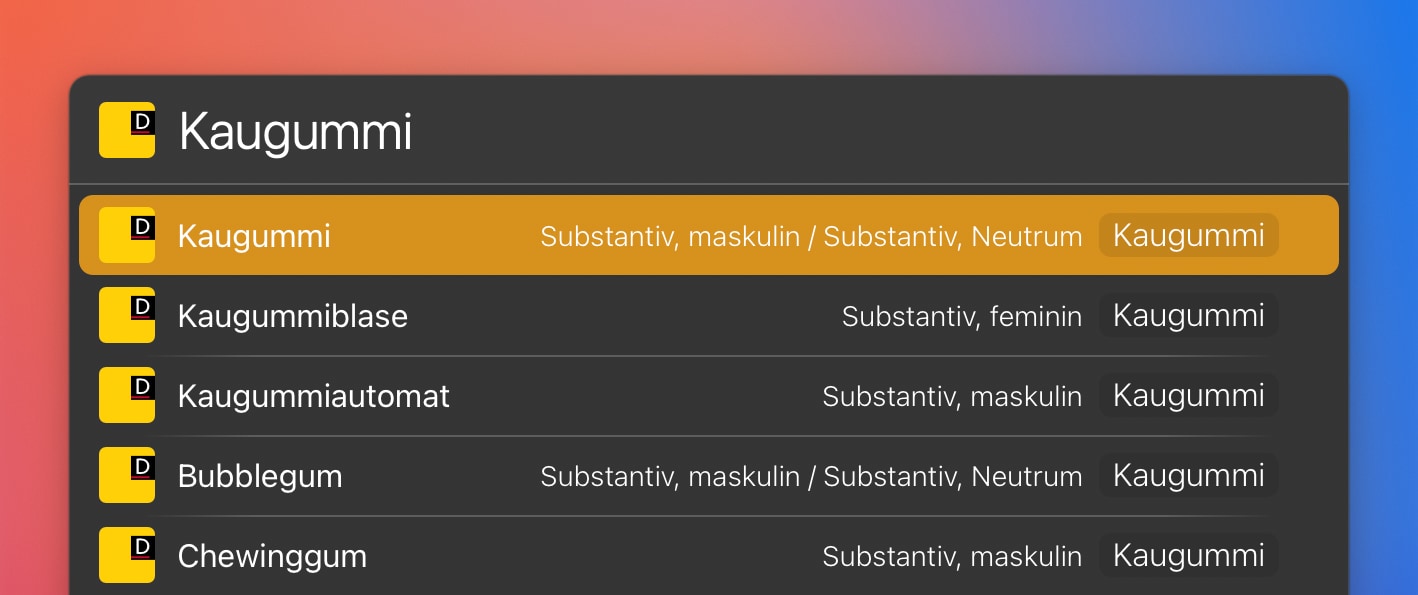 D Kaugummi
D Kaugummi Substantiv, maskulin / Substantiv, Neutrum Kaugummi
D Kaugummiblase Substantiv, feminin Kaugummi
D Kaugummiautomat Substantiv, maskulin Kaugummi
D Bubblegum Substantiv, maskulin / Substantiv, Neutrum Kaugummi
D Chewinggum Substantiv, maskulin Kaugummi